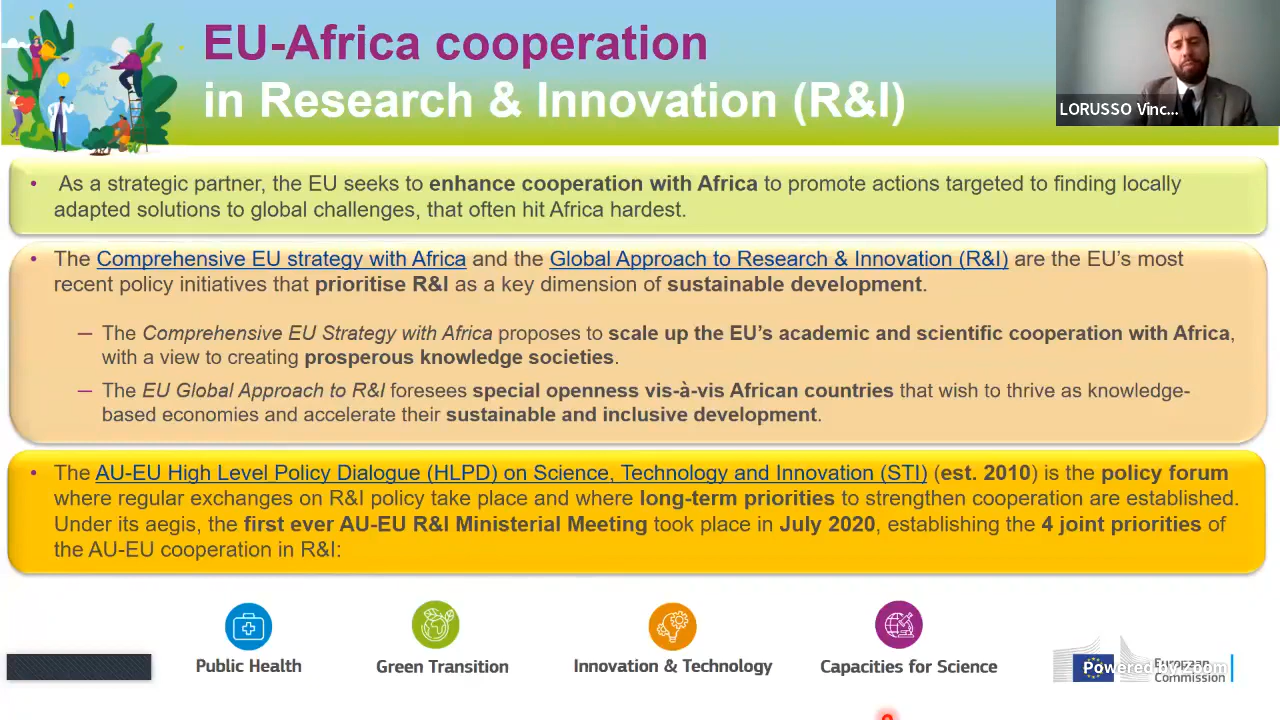 EU-Africa cooperation
in Research & Innovation (R&I)
LORUSSO Vinc...
• As a strategic partner, the EU seeks to enhance cooperation with Africa to promote actions targeted to finding locally
adapted solutions to global challenges, that often hit Africa hardest.
• The Comprehensive EU strategy with Africa and the Global Approach to Research & Innovation (R&I) are the EU’s most
recent policy initiatives that prioritise R&I as a key dimension of sustainable development.
— The Comprehensive EU Strategy with Africa proposes to scale up the EU’s academic and scientific cooperation with Africa,
with a view to creating prosperous knowledge societies.
— The EU Global Approach to R&I foresees special openness vis-à-vis African countries that wish to thrive as knowledge-
based economies and accelerate their sustainable and inclusive development.
• The AU-EU High Level Policy Dialogue (HLPD) on Science, Technology and Innovation (STI) (est. 2010) is the policy forum
where regular exchanges on R&I policy take place and where long-term priorities to strengthen cooperation are established.
Under its aegis, the first ever AU-EU R&I Ministerial Meeting took place in July 2020, establishing the 4 joint priorities of
the AU-EU cooperation in R&I:
Public Health
Green Transition
Innovation & Technology
Capacities for Science
European
Commission
Powered by zoom